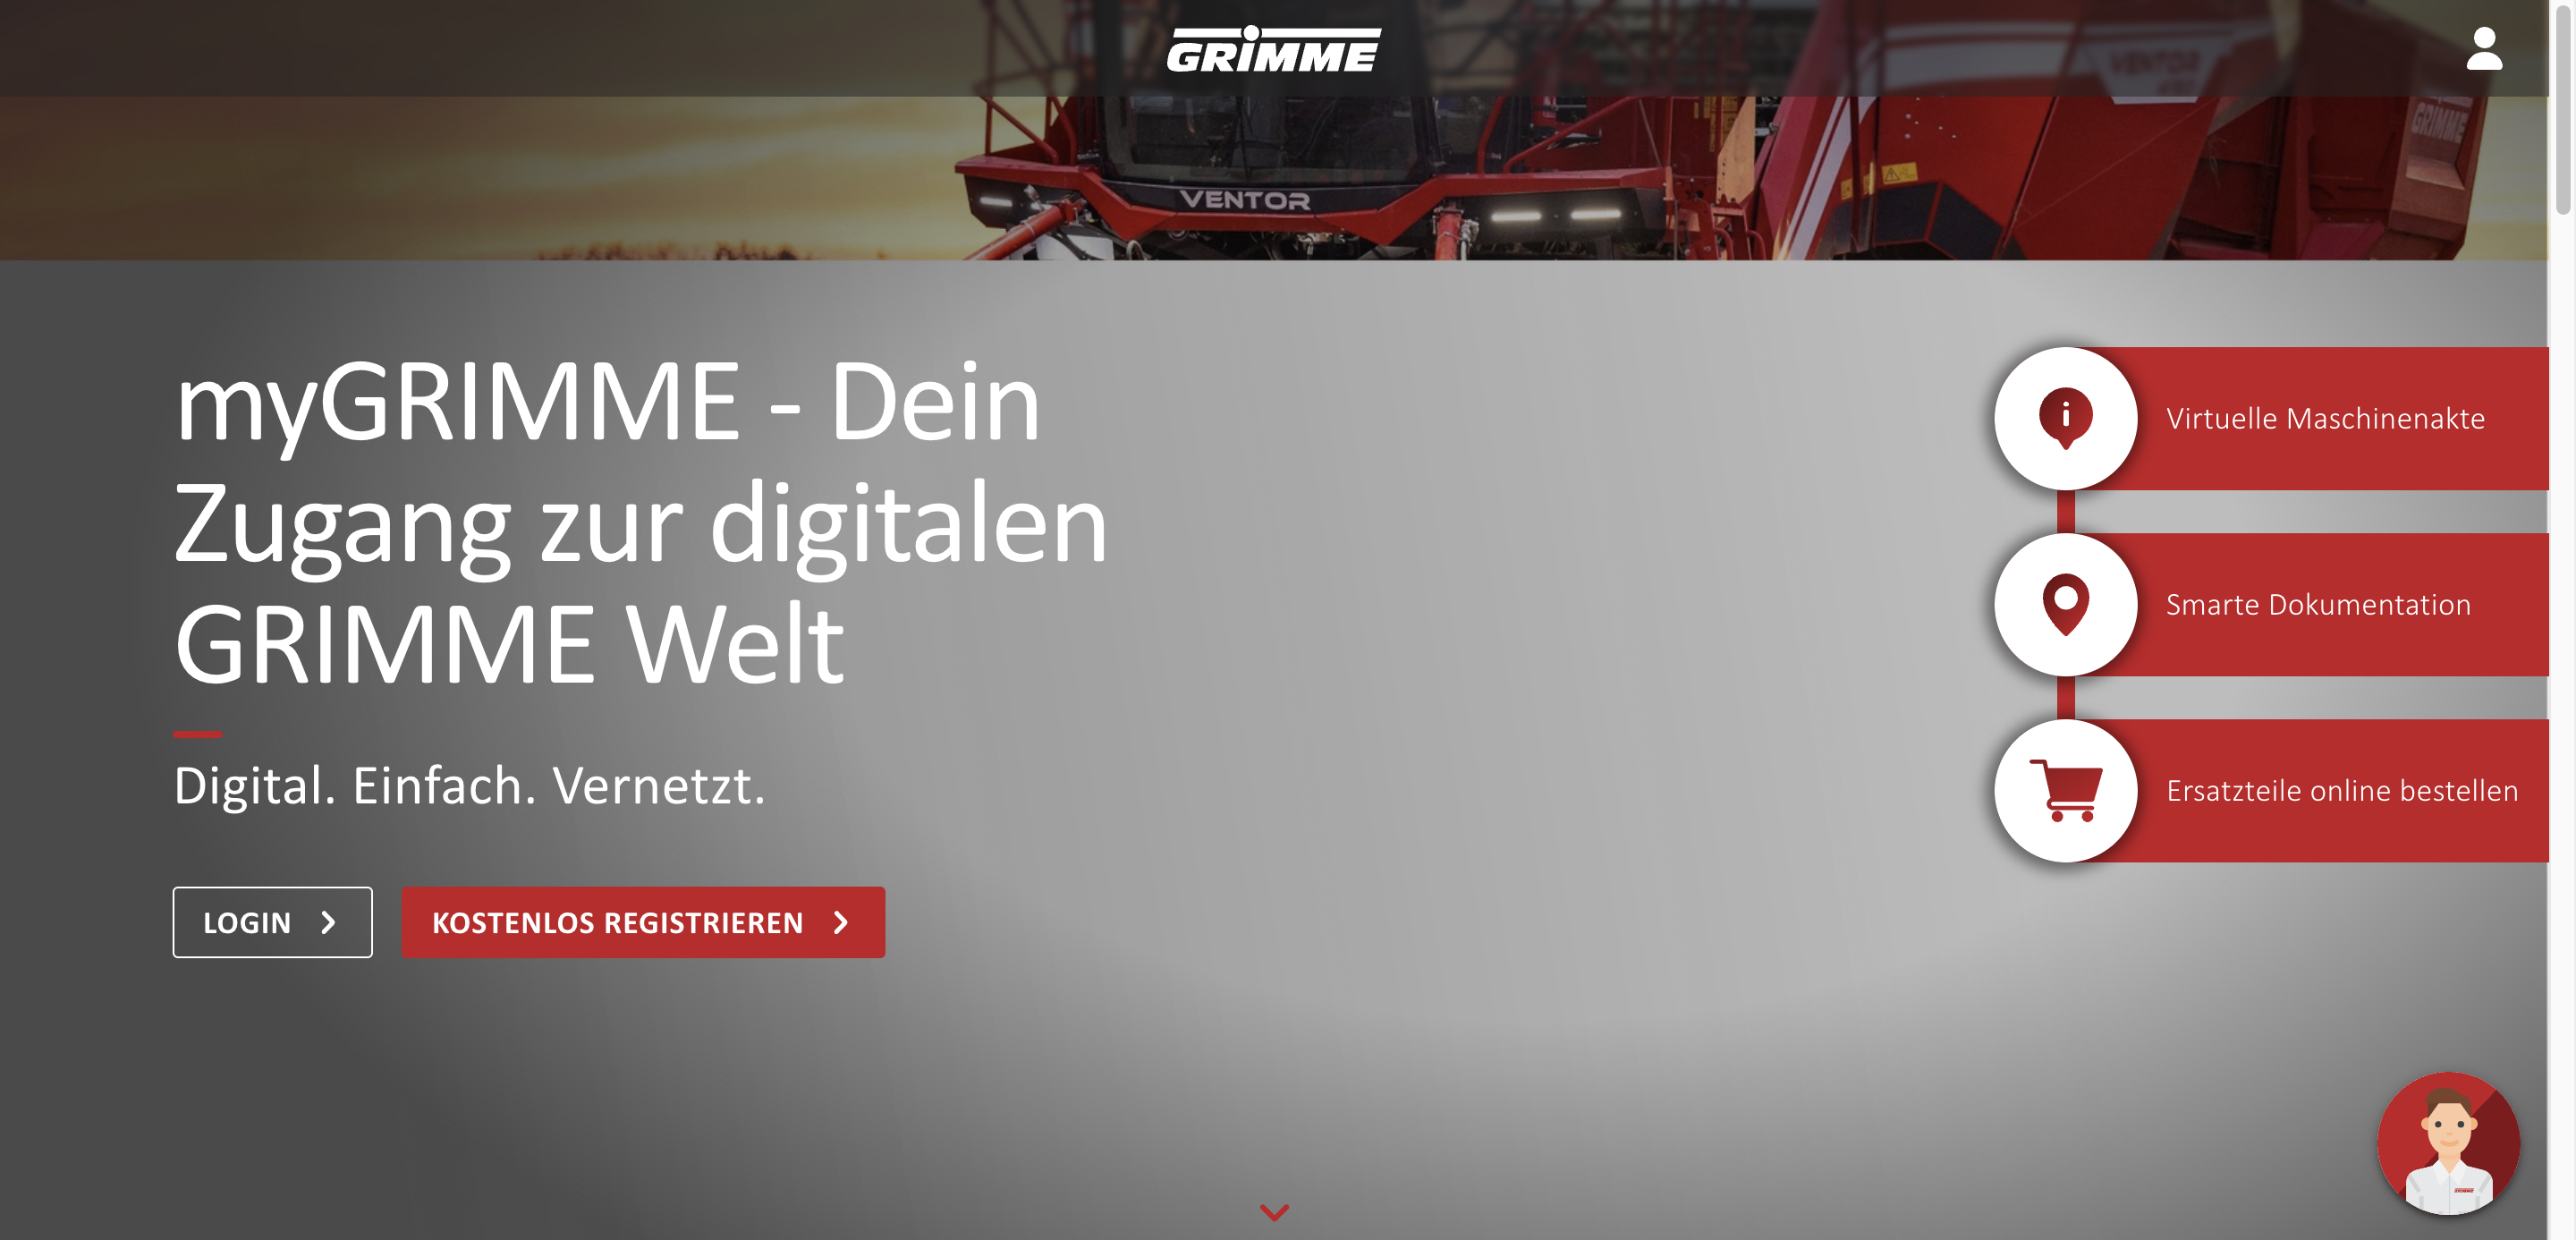 GRIMME
VENTOR
GRIMME
VENTOR
myGRIMME - Dein
Zugang zur digitalen
GRIMME Welt
Digital. Einfach. Vernetzt.
LOGIN
KOSTENLOS REGISTRIEREN
Virtuelle Maschinenakte
Smarte Dokumentation
Ersatzteile online bestellen